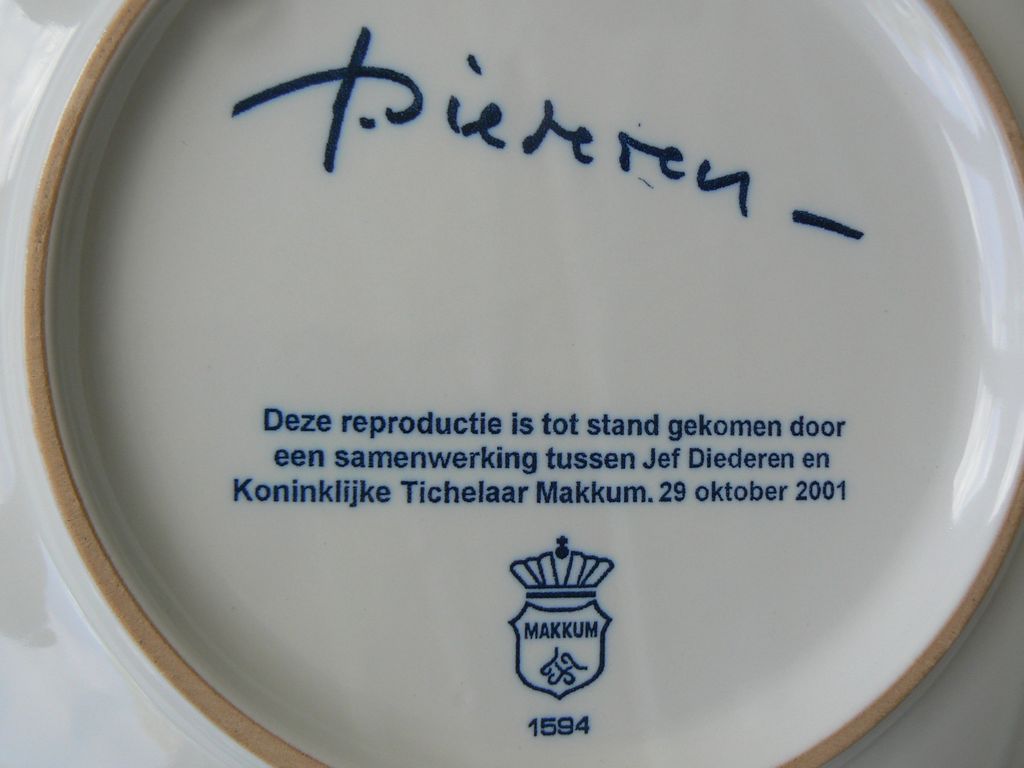 Diederen -
Deze reproductie is tot stand gekomen door
een samenwerking tussen Jef Diederen en
Koninklijke Tichelaar Makkum. 29 oktober 2001
MAKKUM
1594